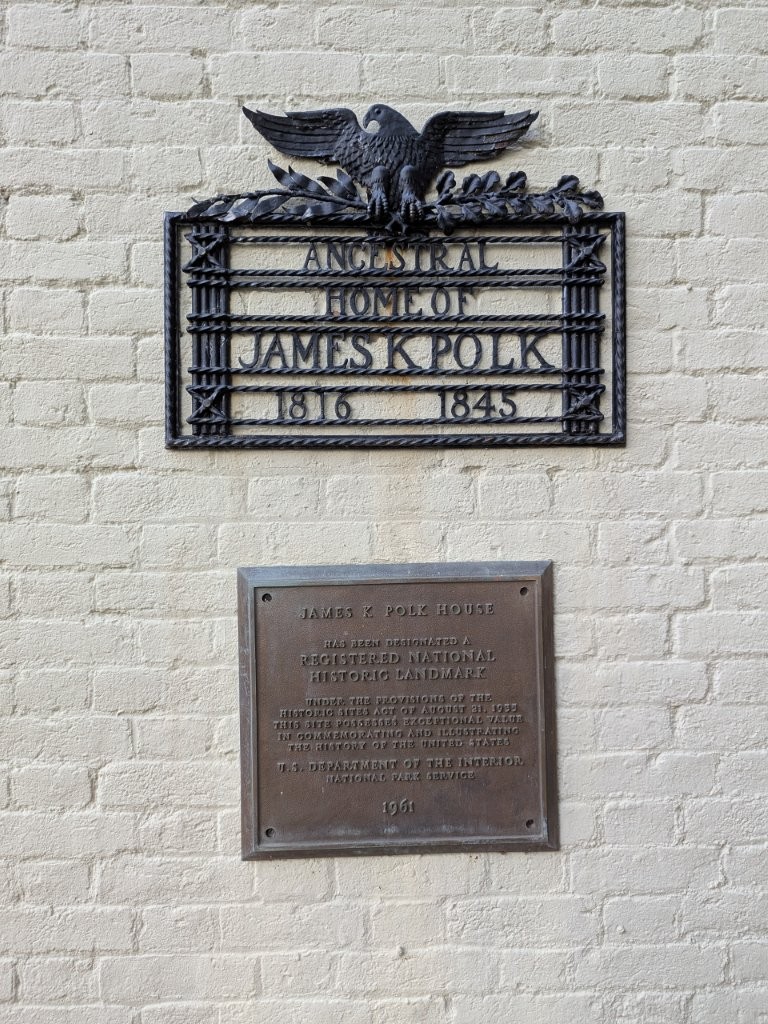 ANCESTRAL
HOME OF
JAMES K POLK
1816 1845
JAMES K POLK HOUSE
HAS BEEN DESIGNATED A
REGISTERED NATIONAL
HISTORIC LANDMARK
UNDER THE PROVISIONS OF THE
HISTORIC SITES ACT OF AUGUST 21, 1935
THIS SITE POSSESSES EXCEPTIONAL VALUE
IN COMMEMORATING AND ILLUSTRATING
THE HISTORY OF THE UNITED STATES
U.S. DEPARTMENT OF THE INTERIOR
NATIONAL PARK SERVICE
1961